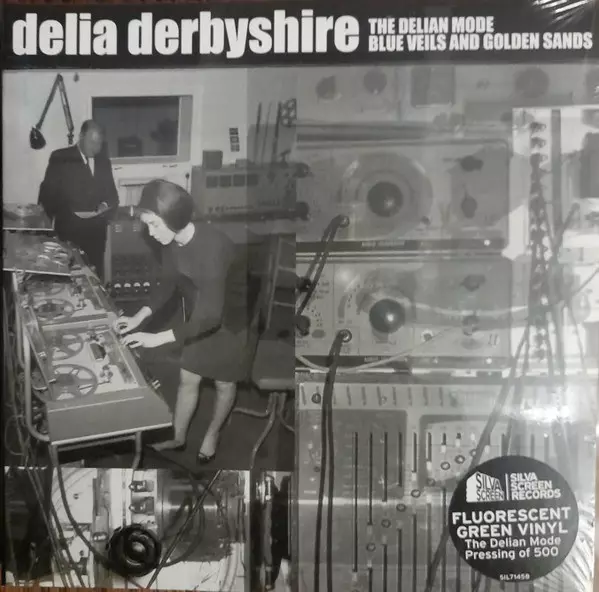 delia derbyshire
THE DELIAN MODE
BLUE VEILS AND GOLDEN SANDS
SILVA
SCREEN
SILVA
SCREEN
RECORDS
FLUORESCENT
GREEN VINYL
The Delian Mode
Pressing of 500
SIL71458